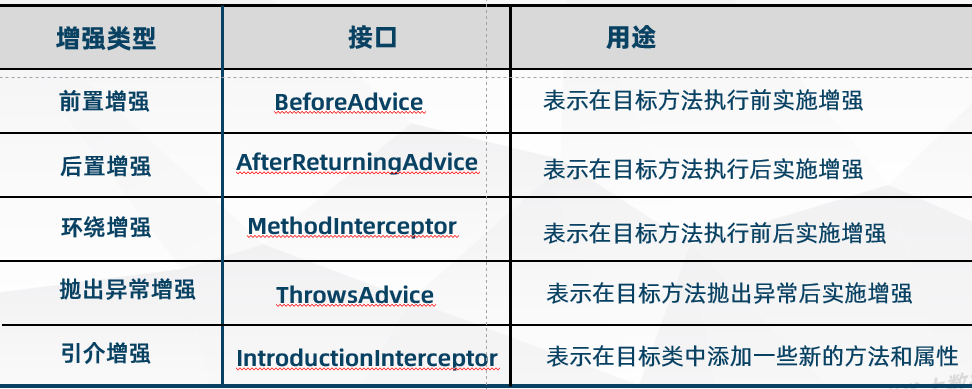 增强类型 接口 用途
前置增强 BeforeAdvice 表示在目标方法执行前实施增强
后置增强 AfterReturningAdvice 表示在目标方法执行后实施增强
环绕增强 MethodInterceptor 表示在目标方法执行前后实施增强
抛出异常增强 ThrowsAdvice 表示在目标方法抛出异常后实施增强
引介增强 IntroductionInterceptor 表示在目标类中添加一些新的方法和属性